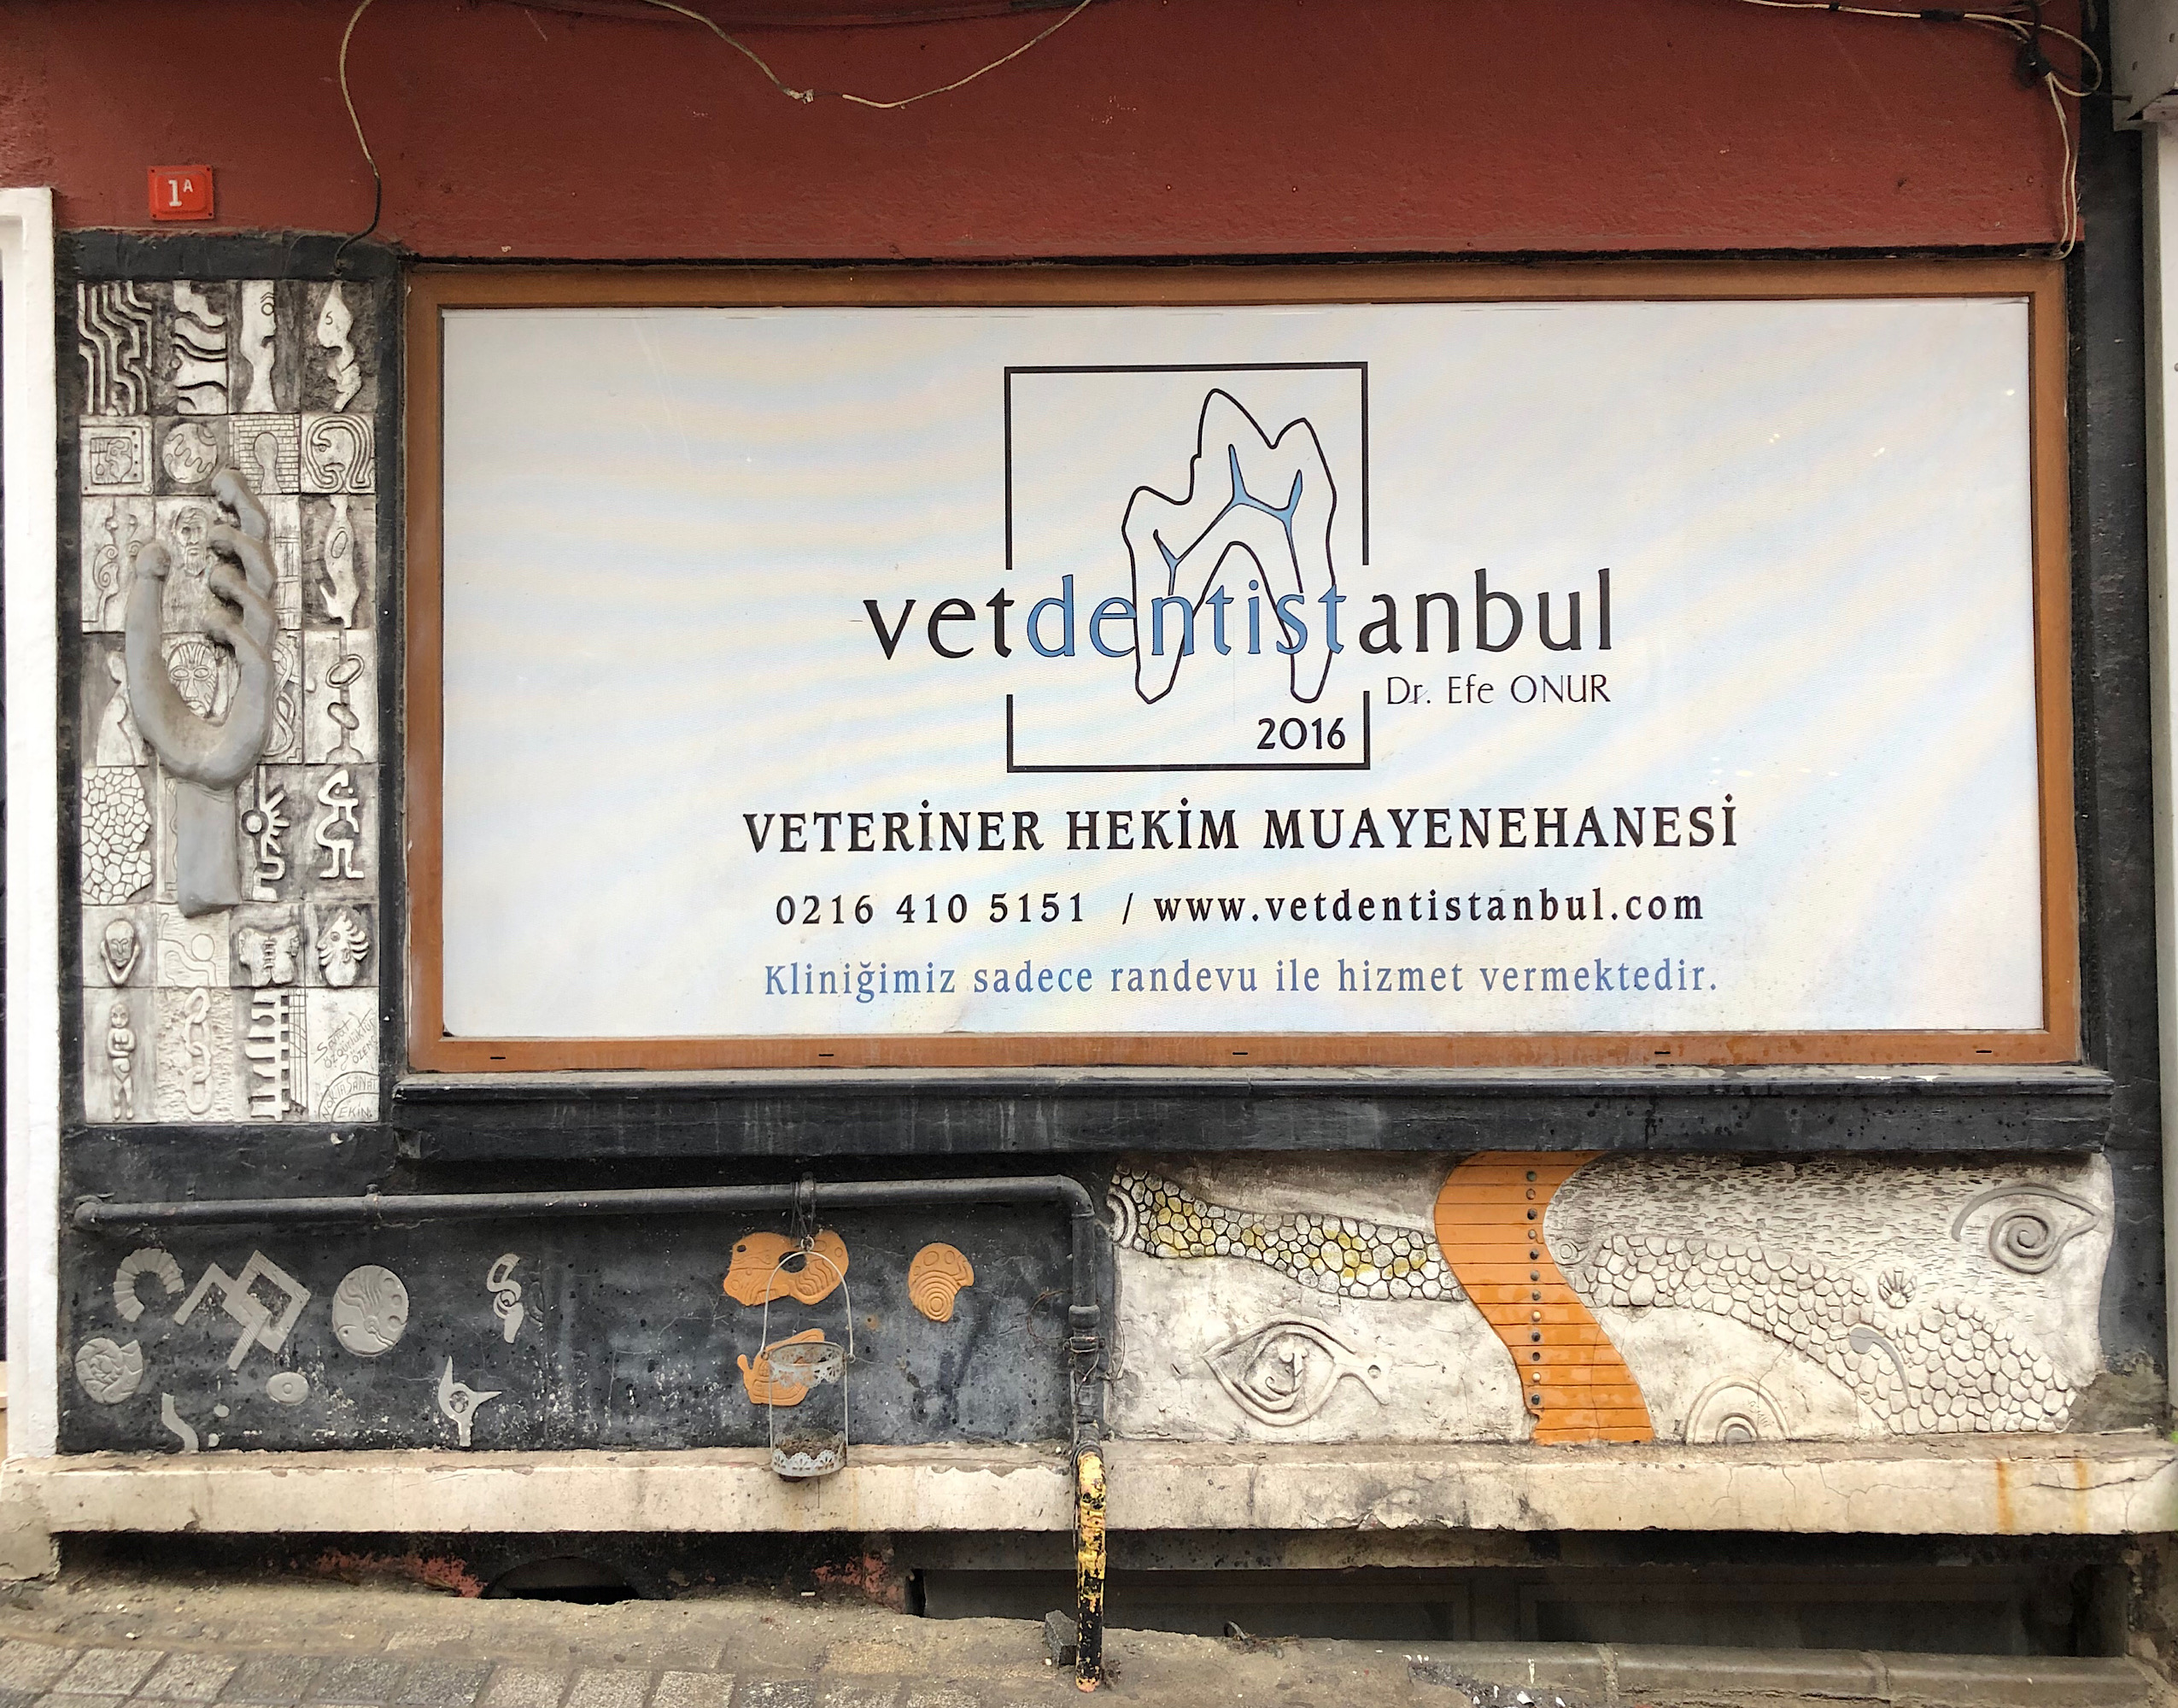 1A
vetdentistanbul
Dr. Efe ONUR
2016
VETERİNER HEKİM MUAYENEHANESİ
0216 410 5151 / www.vetdentistanbul.com
Kliniğimiz sadece randevu ile hizmet vermektedir.
EKİN